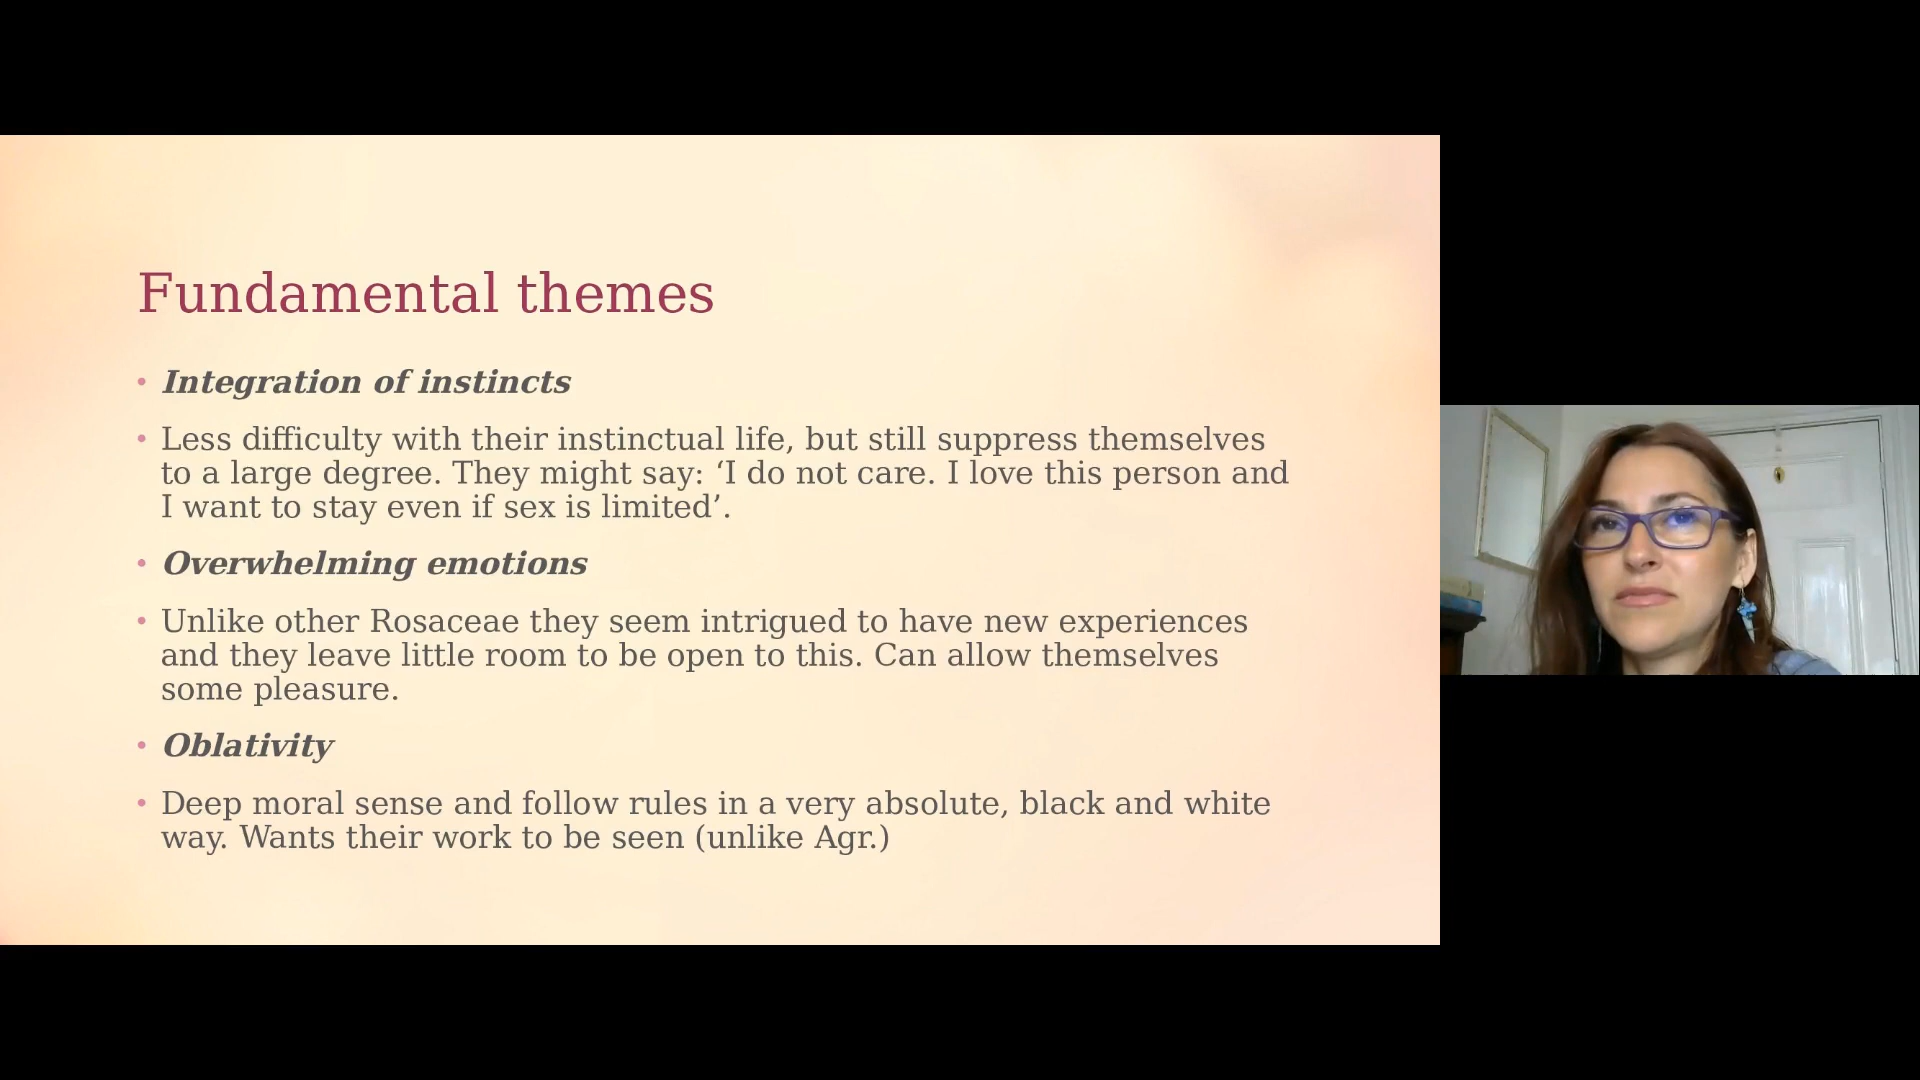 Fundamental themes
• Integration of instincts
• Less difficulty with their instinctual life, but still suppress themselves
to a large degree. They might say: ‘I do not care. I love this person and
I want to stay even if sex is limited’.
• Overwhelming emotions
• Unlike other Rosaceae they seem intrigued to have new experiences
and they leave little room to be open to this. Can allow themselves
some pleasure.
• Oblativity
• Deep moral sense and follow rules in a very absolute, black and white
way. Wants their work to be seen (unlike Agr.)